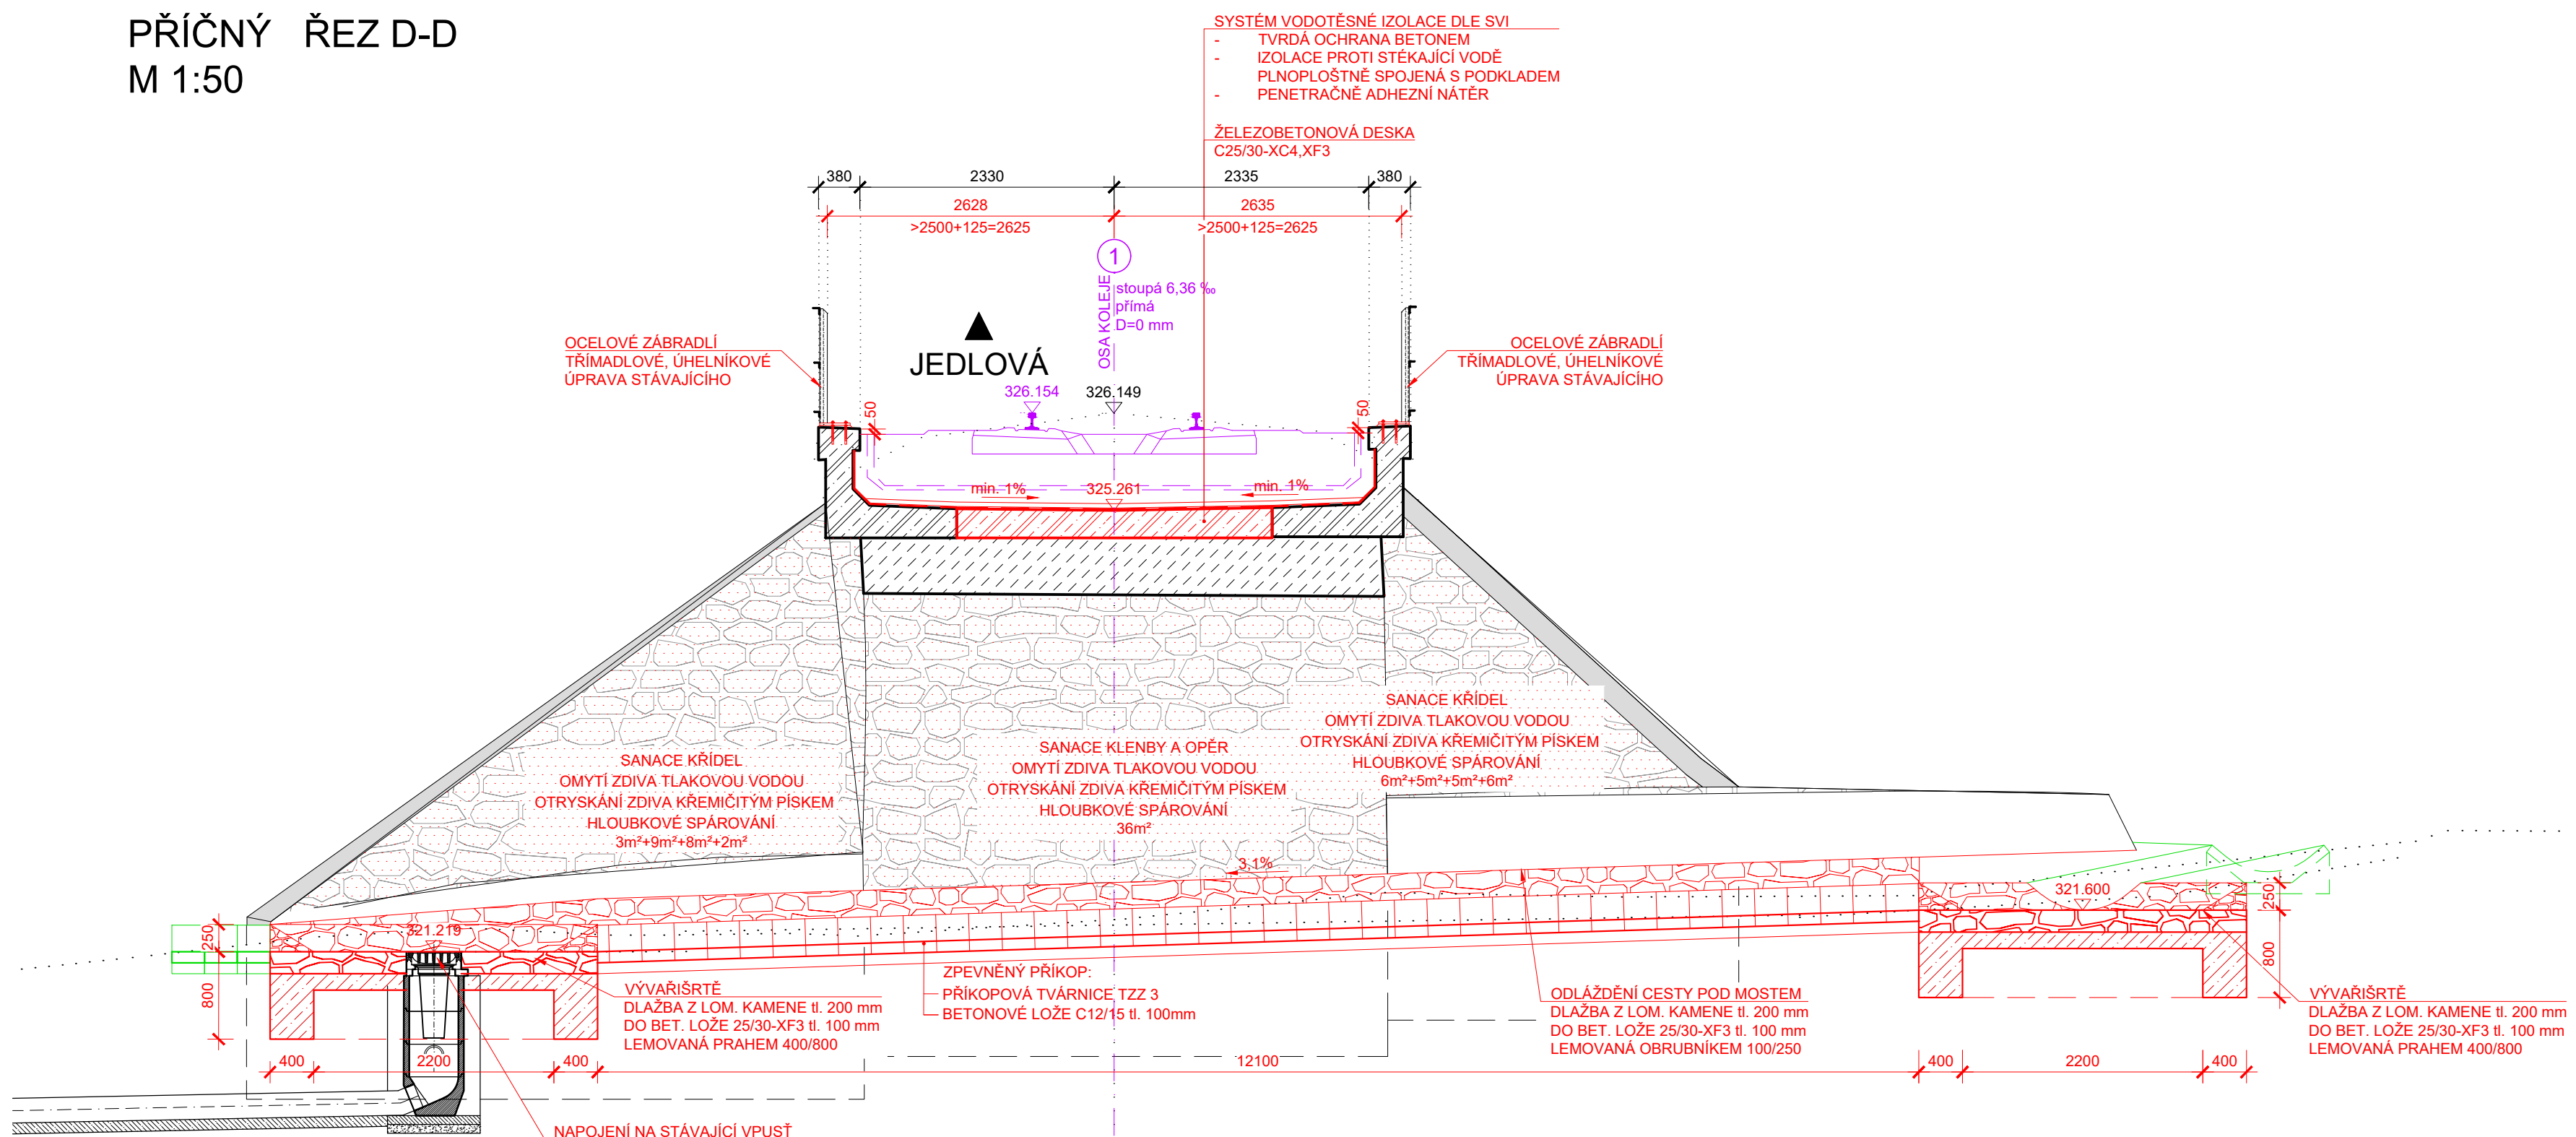 PŘÍČNÝ ŘEZ D-D
M 1:50
SYSTÉM VODOTĚSNÉ IZOLACE DLE SVI
- TVRDÁ OCHRANA BETONEM
- IZOLACE PROTI STÉKAJÍCÍ VODĚ
PLNOPLOŠTNĚ SPOJENÁ S PODKLADEM
- PENETRAČNĚ ADHEZNÍ NÁTĚR
ŽELEZOBETONOVÁ DESKA
C25/30-XC4,XF3
380 2330 2335 380
2628 2635
>2500+125=2625 >2500+125=2625
1
OSA KOLEJE
stoupá 6,36 ‰
přímá
D=0 mm
JEDLOVÁ
OCELOVÉ ZÁBRADLÍ
TŘÍMADLOVÉ, ÚHELNÍKOVÉ
ÚPRAVA STÁVAJÍCÍHO
OCELOVÉ ZÁBRADLÍ
TŘÍMADLOVÉ, ÚHELNÍKOVÉ
ÚPRAVA STÁVAJÍCÍHO
326.154 326.149
50 50
min. 1% 325.261 min. 1%
SANACE KŘÍDEL
OMYTÍ ZDIVA TLAKOVOU VODOU
OTRYSKÁNÍ ZDIVA KŘEMIČITÝM PÍSKEM
HLOUBKOVÉ SPÁROVÁNÍ
6m²+5m²+5m²+6m²
SANACE KLENBY A OPĚR
OMYTÍ ZDIVA TLAKOVOU VODOU
OTRYSKÁNÍ ZDIVA KŘEMIČITÝM PÍSKEM
HLOUBKOVÉ SPÁROVÁNÍ
36m²
SANACE KŘÍDEL
OMYTÍ ZDIVA TLAKOVOU VODOU
OTRYSKÁNÍ ZDIVA KŘEMIČITÝM PÍSKEM
HLOUBKOVÉ SPÁROVÁNÍ
3m²+9m²+8m²+2m²
3,1%
321.600
250
800
321.219
250
800
VÝVAŘIŠRTĚ
DLAŽBA Z LOM. KAMENE tl. 200 mm
DO BET. LOŽE 25/30-XF3 tl. 100 mm
LEMOVANÁ PRAHEM 400/800
ZPEVNĚNÝ PŘÍKOP:
PŘÍKOPOVÁ TVÁRNICE TZZ 3
BETONOVÉ LOŽE C12/15 tl. 100mm
ODLÁŽDĚNÍ CESTY POD MOSTEM
DLAŽBA Z LOM. KAMENE tl. 200 mm
DO BET. LOŽE 25/30-XF3 tl. 100 mm
LEMOVANÁ OBRUBNÍKEM 100/250
VÝVAŘIŠRTĚ
DLAŽBA Z LOM. KAMENE tl. 200 mm
DO BET. LOŽE 25/30-XF3 tl. 100 mm
LEMOVANÁ PRAHEM 400/800
400 2200 400 12100 400 2200 400
NAPOJENÍ NA STÁVAJÍCÍ VPUSŤ